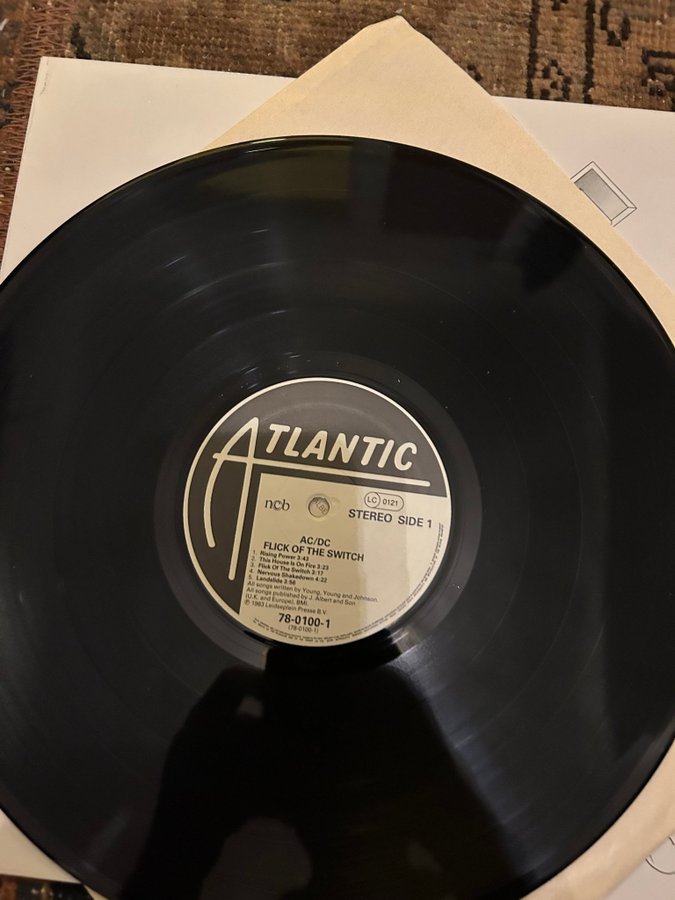 ATLANTIC
ncb
LC 0121
STEREO SIDE 1
AC/DC
FLICK OF THE SWITCH
1. Rising Power 3:43
2. This House Is On Fire 3:23
3. Flick Of The Switch 3:17
4. Nervous Shakedown 4:22
5. Landslide 3:56
All songs written by Young, Young and Johnson.
All songs published by J. Albert and Son
(U.K. and Europe), BMI
℗ 1983 Leidseplein Presse B.V.
78-0100-1
(78-0100-1)